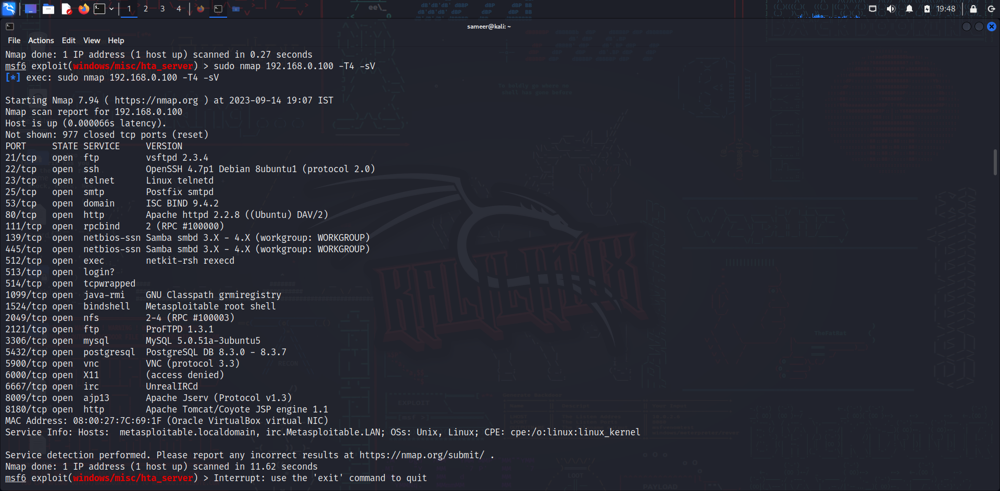 1 2 3 4 19:48
sameer@kali: ~
File Actions Edit View Help
Nmap done: 1 IP address (1 host up) scanned in 0.27 seconds
msf6 exploit(windows/misc/hta_server) > sudo nmap 192.168.0.100 -T4 -sV
[*] exec: sudo nmap 192.168.0.100 -T4 -sV
Starting Nmap 7.94 ( https://nmap.org ) at 2023-09-14 19:07 IST
Nmap scan report for 192.168.0.100
Host is up (0.000066s latency).
Not shown: 977 closed tcp ports (reset)
PORT STATE SERVICE VERSION
21/tcp open ftp vsftpd 2.3.4
22/tcp open ssh OpenSSH 4.7p1 Debian 8ubuntu1 (protocol 2.0)
23/tcp open telnet Linux telnetd
25/tcp open smtp Postfix smtpd
53/tcp open domain ISC BIND 9.4.2
80/tcp open http Apache httpd 2.2.8 ((Ubuntu) DAV/2)
111/tcp open rpcbind 2 (RPC #100000)
139/tcp open netbios-ssn Samba smbd 3.X - 4.X (workgroup: WORKGROUP)
445/tcp open netbios-ssn Samba smbd 3.X - 4.X (workgroup: WORKGROUP)
512/tcp open exec netkit-rsh rexecd
513/tcp open login?
514/tcp open tcpwrapped
1099/tcp open java-rmi GNU Classpath grmiregistry
1524/tcp open bindshell Metasploitable root shell
2049/tcp open nfs 2-4 (RPC #100003)
2121/tcp open ftp ProFTPD 1.3.1
3306/tcp open mysql MySQL 5.0.51a-3ubuntu5
5432/tcp open postgresql PostgreSQL DB 8.3.0 - 8.3.7
5900/tcp open vnc VNC (protocol 3.3)
6000/tcp open X11 (access denied)
6667/tcp open irc UnrealIRCd
8009/tcp open ajp13 Apache Jserv (Protocol v1.3)
8180/tcp open http Apache Tomcat/Coyote JSP engine 1.1
MAC Address: 08:00:27:7C:69:1F (Oracle VirtualBox virtual NIC)
Service Info: Hosts: metasploitable.localdomain, irc.Metasploitable.LAN; OSs: Unix, Linux; CPE: cpe:/o:linux:linux_kernel
Service detection performed. Please report any incorrect results at https://nmap.org/submit/ .
Nmap done: 1 IP address (1 host up) scanned in 11.62 seconds
msf6 exploit(windows/misc/hta_server) > Interrupt: use the 'exit' command to quit
To boldly go where no
shell has gone before
KALI LINUX
TheFatRat
RECON
EXPLOIT
[msf >]
LOOT
PAYLOAD